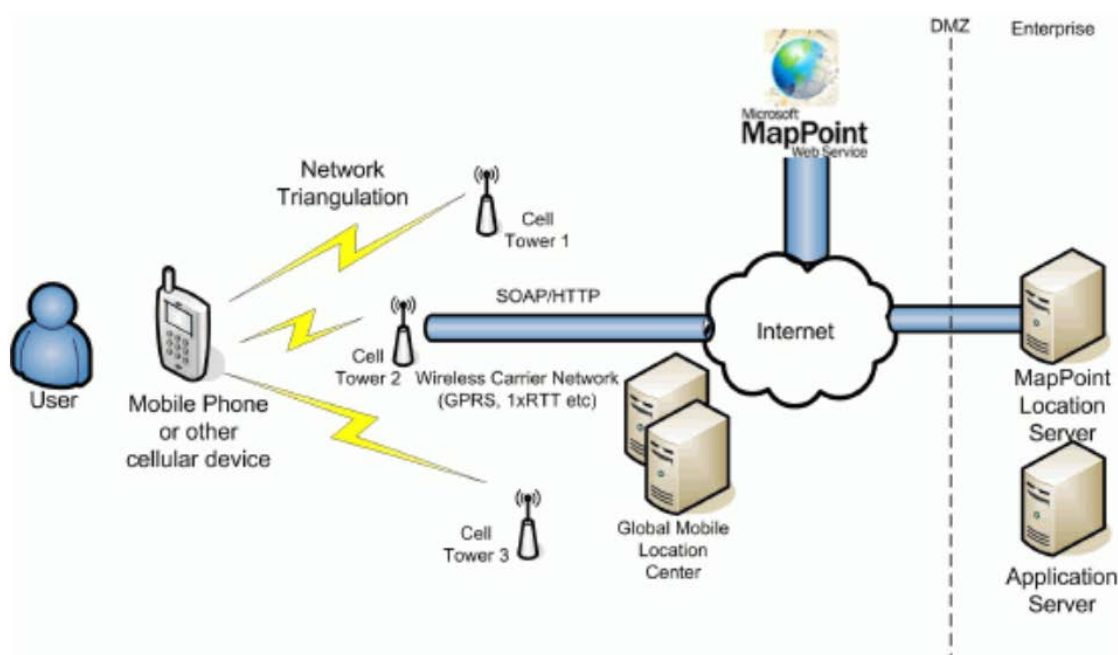 DMZ
Enterprise
Microsoft
MapPoint
Web Service
Network
Triangulation
Cell
Tower 1
SOAP/HTTP
Internet
Cell
Tower 2
Wireless Carrier Network
(GPRS, 1xRTT etc)
User
Mobile Phone
or other
cellular device
MapPoint
Location
Server
Cell
Tower 3
Global Mobile
Location
Center
Application
Server